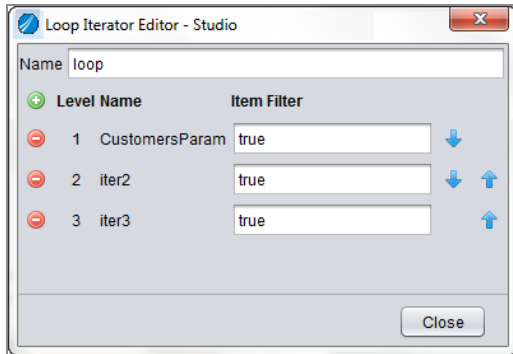 Loop Iterator Editor - Studio
Name loop
Level Name Item Filter
1 CustomersParam true
2 iter2 true
3 iter3 true
Close